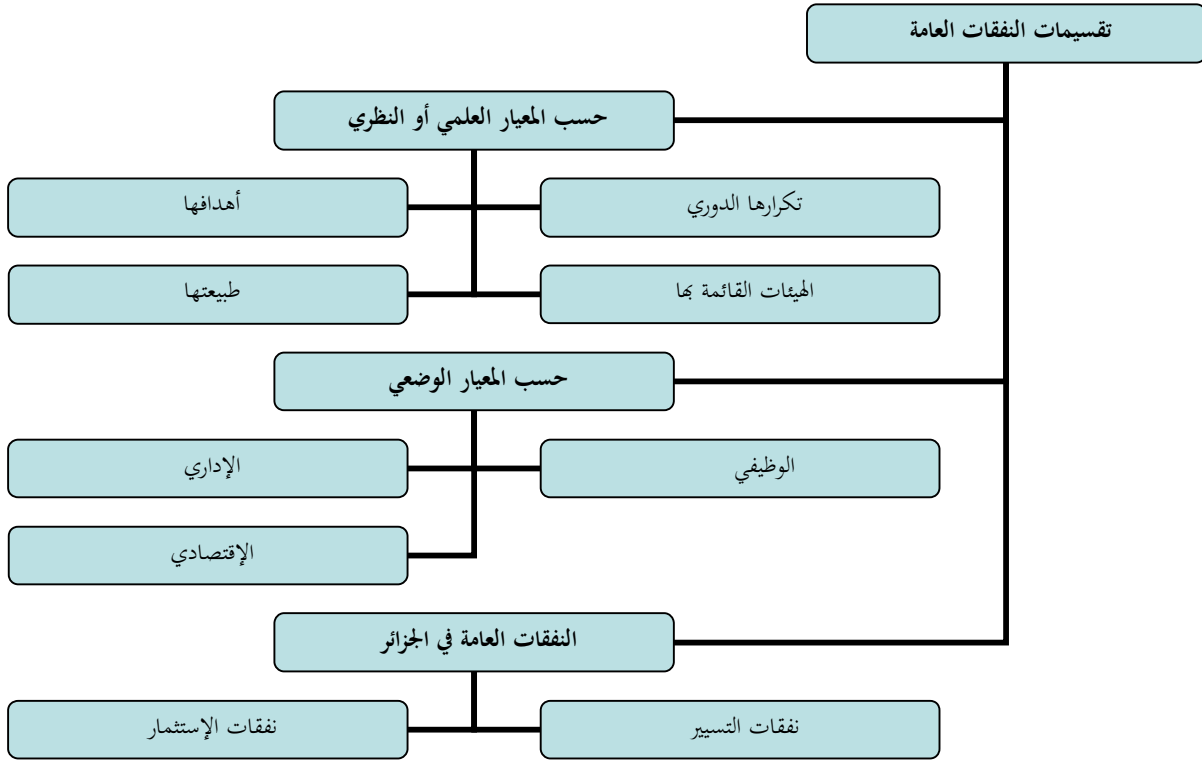 تقسيمات النفقات العامة
حسب المعيار العلمي أو النظري
تكرارها الدوري
أهدافها
الهيئات القائمة بها
طبيعتها
حسب المعيار الوضعي
الوظيفي
الإداري
الإقتصادي
النفقات العامة في الجزائر
نفقات التسيير
نفقات الإستثمار